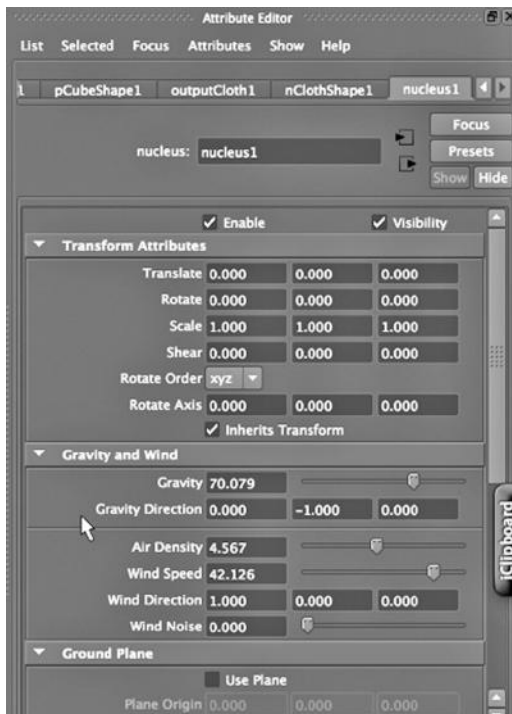 Attribute Editor
List Selected Focus Attributes Show Help
1 pCubeShape1 outputCloth1 nClothShape1 nucleus1
Focus
nucleus: nucleus1
Presets
Show Hide
Enable Visibility
Transform Attributes
Translate 0.000 0.000 0.000
Rotate 0.000 0.000 0.000
Scale 1.000 1.000 1.000
Shear 0.000 0.000 0.000
Rotate Order xyz
Rotate Axis 0.000 0.000 0.000
Inherits Transform
Gravity and Wind
Gravity 70.079
Gravity Direction 0.000 -1.000 0.000
iClipboard
Air Density 4.567
Wind Speed 42.126
Wind Direction 1.000 0.000 0.000
Wind Noise 0.000
Ground Plane
Use Plane
Plane Origin 0.000 0.000 0.000